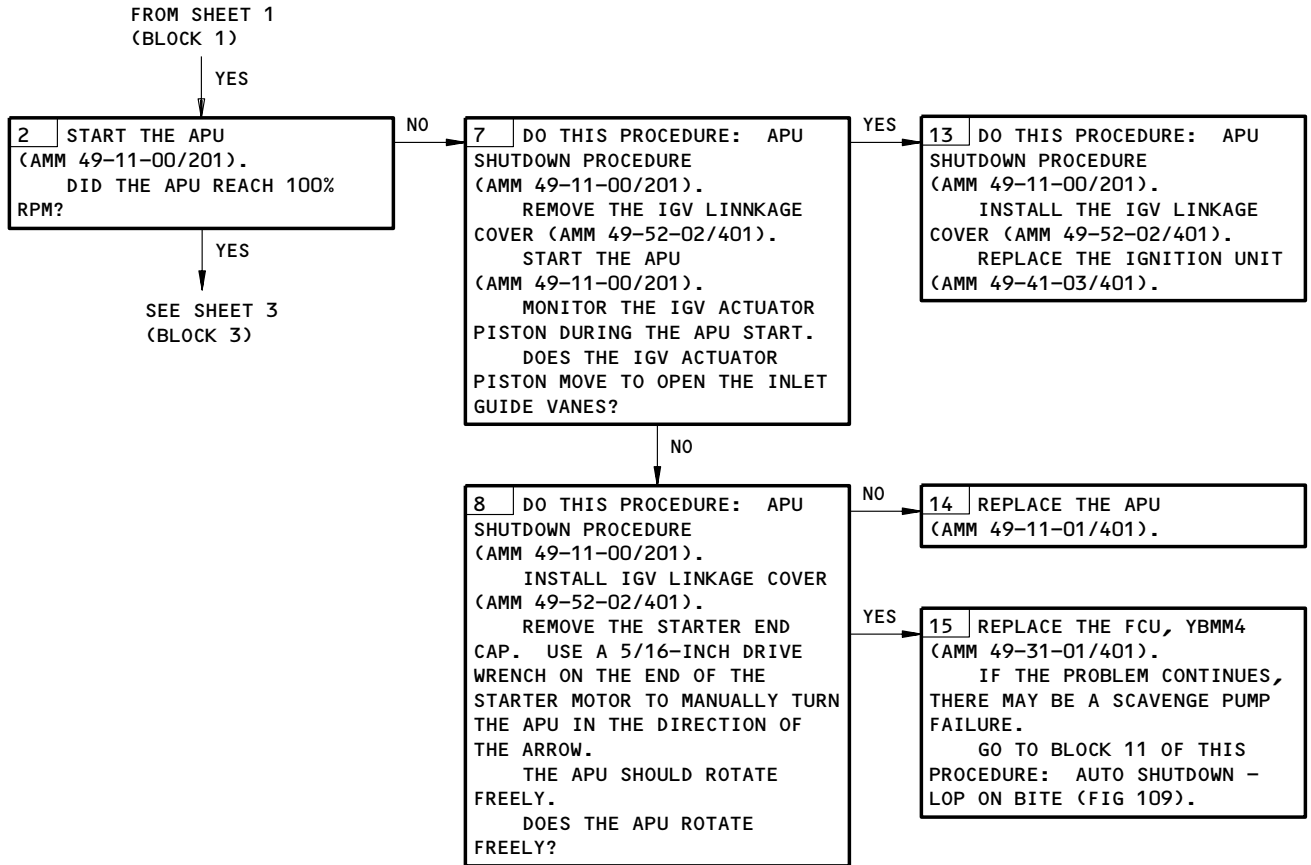 FROM SHEET 1
(BLOCK 1)
YES
2 START THE APU
(AMM 49-11-00/201).
DID THE APU REACH 100%
RPM?
NO
YES
SEE SHEET 3
(BLOCK 3)
7 DO THIS PROCEDURE: APU
SHUTDOWN PROCEDURE
(AMM 49-11-00/201).
REMOVE THE IGV LINNKAGE
COVER (AMM 49-52-02/401).
START THE APU
(AMM 49-11-00/201).
MONITOR THE IGV ACTUATOR
PISTON DURING THE APU START.
DOES THE IGV ACTUATOR
PISTON MOVE TO OPEN THE INLET
GUIDE VANES?
YES
NO
13 DO THIS PROCEDURE: APU
SHUTDOWN PROCEDURE
(AMM 49-11-00/201).
INSTALL THE IGV LINKAGE
COVER (AMM 49-52-02/401).
REPLACE THE IGNITION UNIT
(AMM 49-41-03/401).
8 DO THIS PROCEDURE: APU
SHUTDOWN PROCEDURE
(AMM 49-11-00/201).
INSTALL IGV LINKAGE COVER
(AMM 49-52-02/401).
REMOVE THE STARTER END
CAP. USE A 5/16-INCH DRIVE
WRENCH ON THE END OF THE
STARTER MOTOR TO MANUALLY TURN
THE APU IN THE DIRECTION OF
THE ARROW.
THE APU SHOULD ROTATE
FREELY.
DOES THE APU ROTATE
FREELY?
NO
14 REPLACE THE APU
(AMM 49-11-01/401).
YES
15 REPLACE THE FCU, YBMM4
(AMM 49-31-01/401).
IF THE PROBLEM CONTINUES,
THERE MAY BE A SCAVENGE PUMP
FAILURE.
GO TO BLOCK 11 OF THIS
PROCEDURE: AUTO SHUTDOWN -
LOP ON BITE (FIG 109).